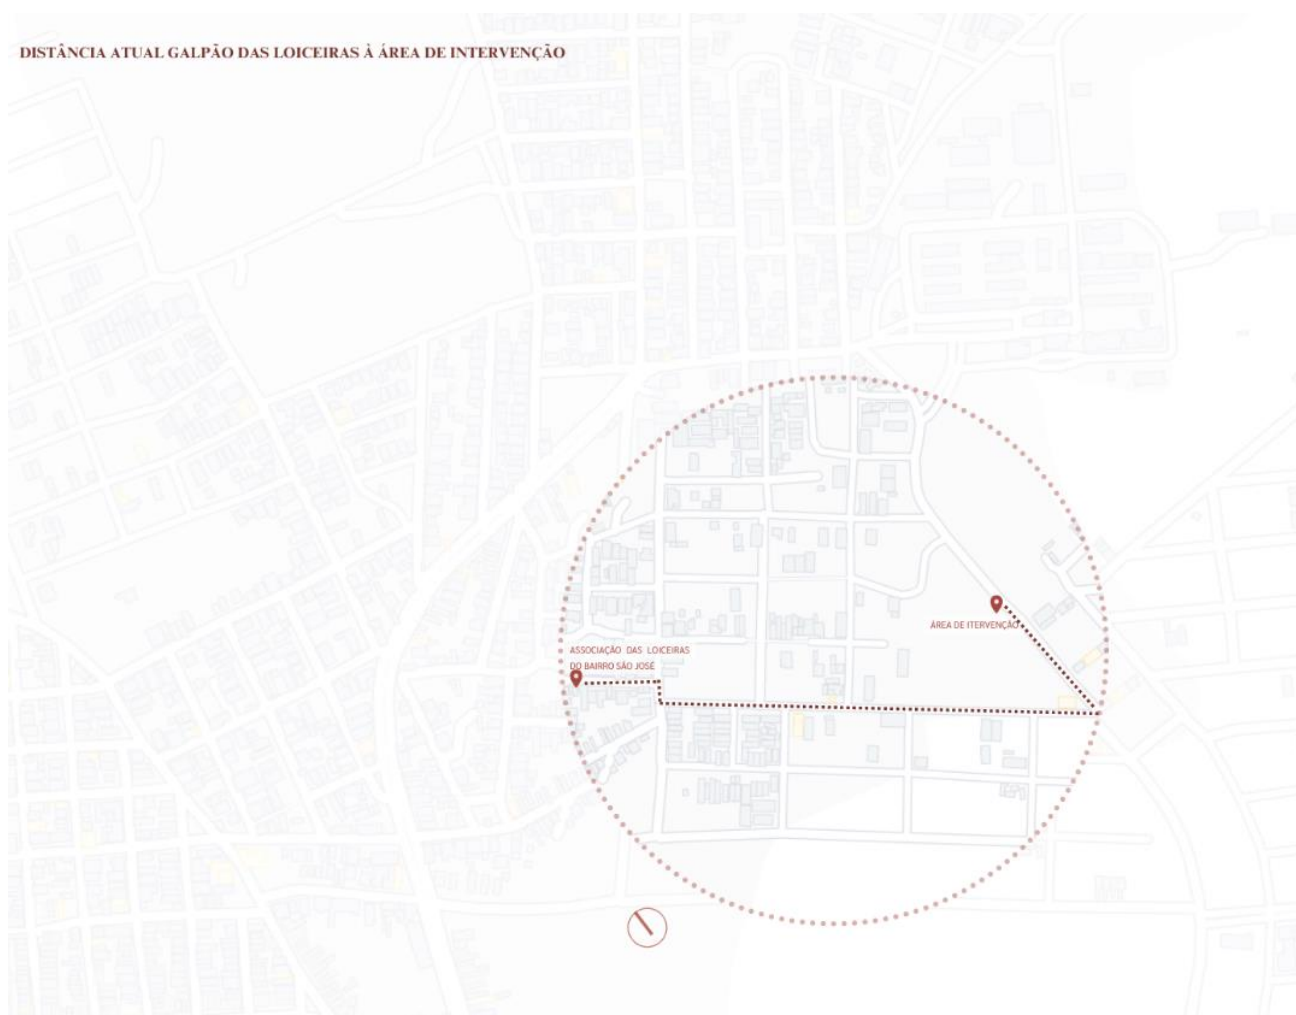 DISTÂNCIA ATUAL GALPÃO DAS LOICEIRAS À ÁREA DE INTERVENÇÃO
ÁREA DE ITERVENÇÃO
ASSOCIAÇÃO DAS LOICEIRAS
DO BAIRRO SÃO JOSÉ